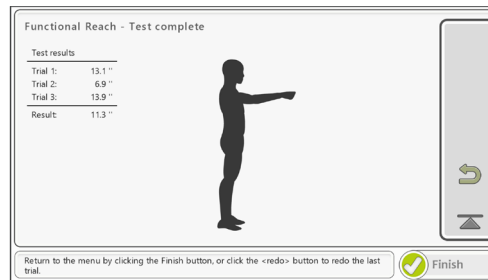 Functional Reach - Test complete
Test results
Trial 1: 13.1 "
Trial 2: 6.9 "
Trial 3: 13.9 "
Result: 11.3 "
Return to the menu by clicking the Finish button, or click the <redo> button to redo the last
trial.
Finish